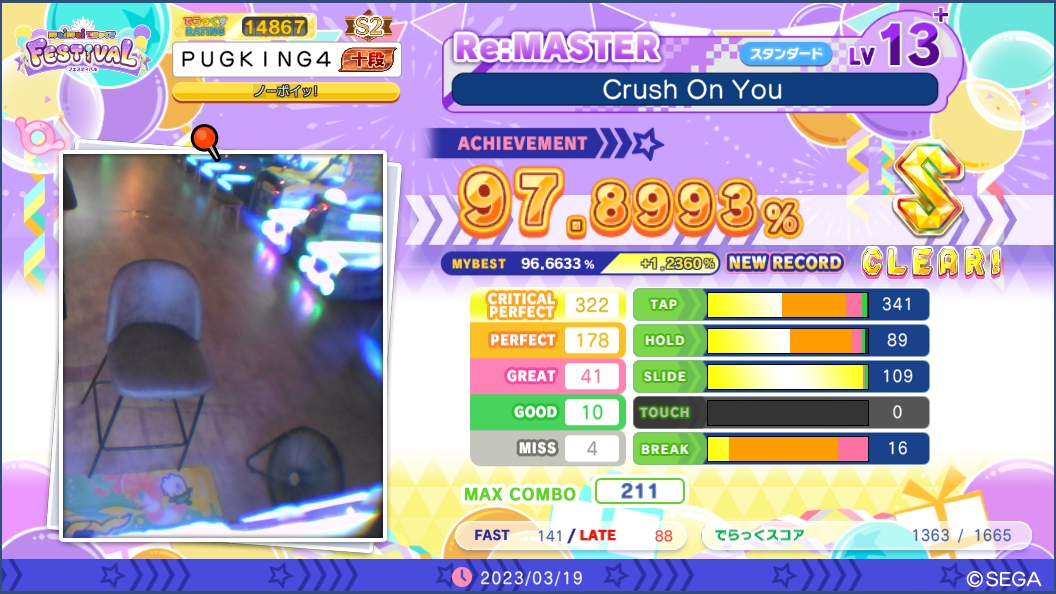 maimai でらっくす
FESTiVAL
フェスティバル
でらっくす
RATING
14867
S2
PUGKING4
十段
ノーポイッ!
Re:MASTER
スタンダード
LV 13+
Crush On You
ACHIEVEMENT
97.8993%
S
MYBEST 96.6633% +1.2360% NEW RECORD
CLEAR!
CRITICAL PERFECT 322
TAP 341
PERFECT 178
HOLD 89
GREAT 41
SLIDE 109
GOOD 10
TOUCH 0
MISS 4
BREAK 16
MAX COMBO 211
FAST 141 / LATE 88
でらっくスコア 1363 / 1665
2023/03/19
©SEGA